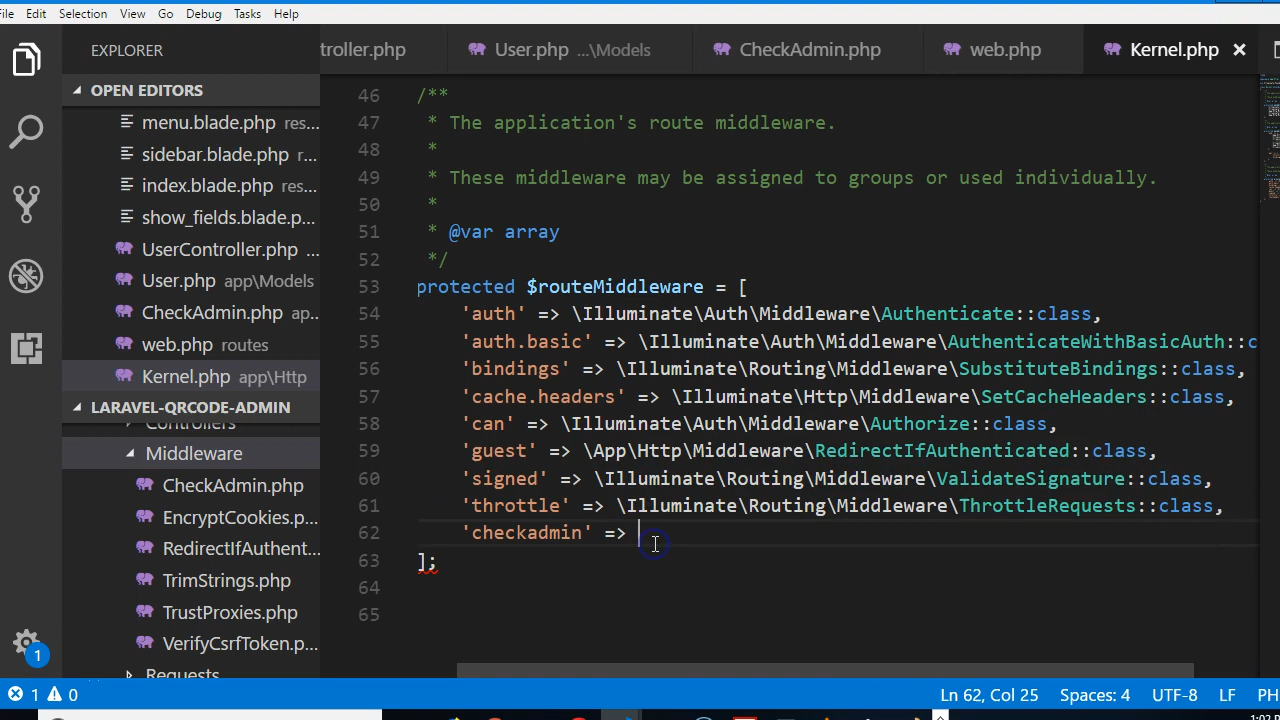 File Edit Selection View Go Debug Tasks Help
EXPLORER
troller.php User.php ...\Models CheckAdmin.php web.php Kernel.php ×
OPEN EDITORS
menu.blade.php res...
sidebar.blade.php r...
index.blade.php res...
show_fields.blade.p...
UserController.php ...
User.php app\Models
CheckAdmin.php ap...
web.php routes
Kernel.php app\Http
LARAVEL-QRCODE-ADMIN
Controllers
Middleware
CheckAdmin.php
EncryptCookies.p...
RedirectIfAuthent...
TrimStrings.php
TrustProxies.php
VerifyCsrfToken.p...
Requests
46 /**
47 * The application's route middleware.
48 *
49 * These middleware may be assigned to groups or used individually.
50 *
51 * @var array
52 */
53 protected $routeMiddleware = [
54 'auth' => \Illuminate\Auth\Middleware\Authenticate::class,
55 'auth.basic' => \Illuminate\Auth\Middleware\AuthenticateWithBasicAuth::c
56 'bindings' => \Illuminate\Routing\Middleware\SubstituteBindings::class,
57 'cache.headers' => \Illuminate\Http\Middleware\SetCacheHeaders::class,
58 'can' => \Illuminate\Auth\Middleware\Authorize::class,
59 'guest' => \App\Http\Middleware\RedirectIfAuthenticated::class,
60 'signed' => \Illuminate\Routing\Middleware\ValidateSignature::class,
61 'throttle' => \Illuminate\Routing\Middleware\ThrottleRequests::class,
62 'checkadmin' =>
63 ];
64
65
1
1 0 Ln 62, Col 25 Spaces: 4 UTF-8 LF PH